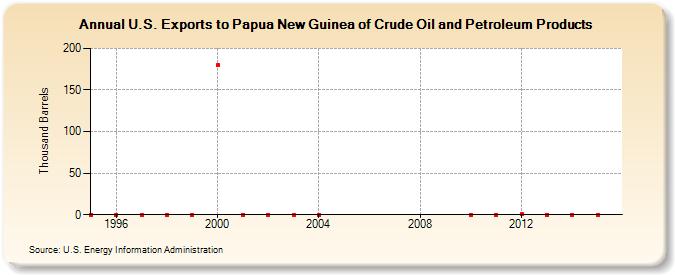 Annual U.S. Exports to Papua New Guinea of Crude Oil and Petroleum Products
Thousand Barrels
200
150
100
50
0
1996 2000 2004 2008 2012
Source: U.S. Energy Information Administration